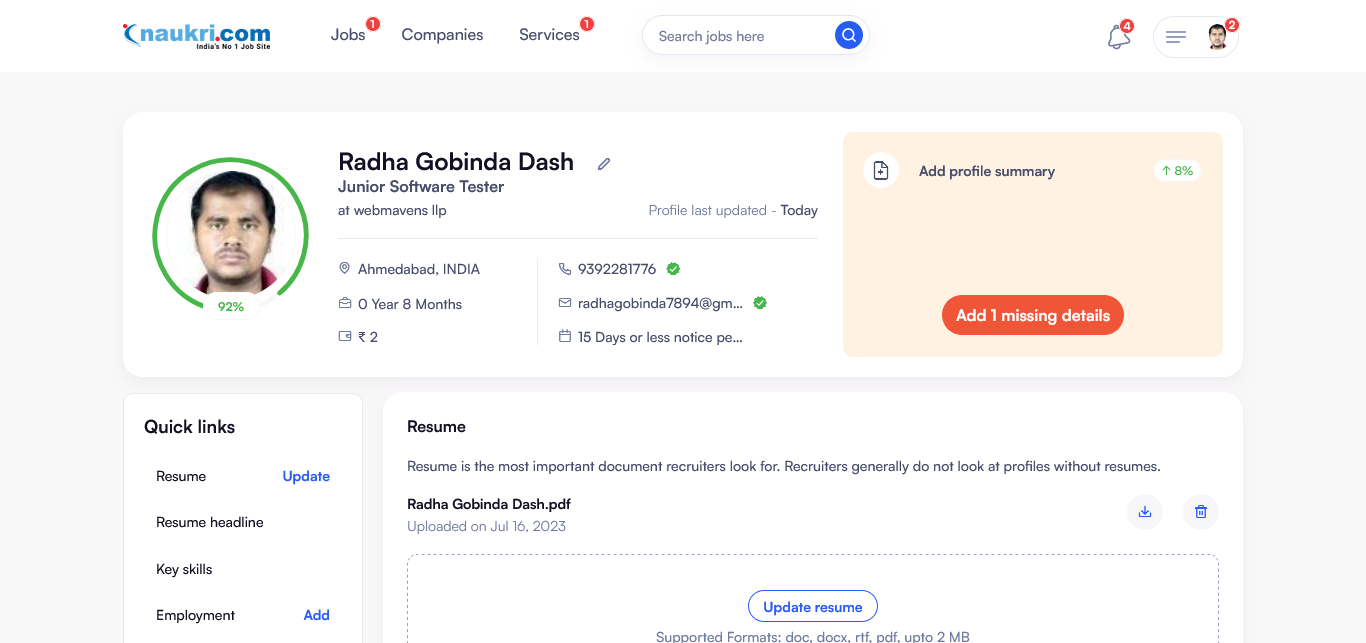 naukri.com
India's No 1 Job Site
Jobs 1
Companies
Services 1
Search jobs here
4
2
Radha Gobinda Dash
Junior Software Tester
at webmavens llp
Profile last updated - Today
Ahmedabad, INDIA
0 Year 8 Months
₹ 2
9392281776
radhagobinda7894@gm...
15 Days or less notice pe...
92%
Add profile summary
↑ 8%
Add 1 missing details
Quick links
Resume Update
Resume headline
Key skills
Employment Add
Resume
Resume is the most important document recruiters look for. Recruiters generally do not look at profiles without resumes.
Radha Gobinda Dash.pdf
Uploaded on Jul 16, 2023
Update resume
Supported Formats: doc, docx, rtf, pdf, upto 2 MB